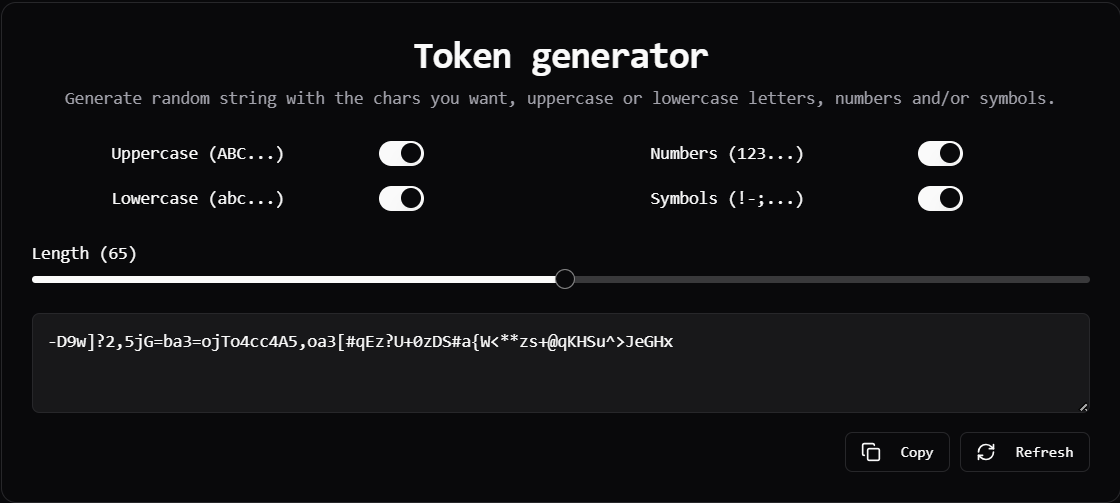 Token generator
Generate random string with the chars you want, uppercase or lowercase letters, numbers and/or symbols.
Uppercase (ABC...)
Numbers (123...)
Lowercase (abc...)
Symbols (!-;...)
Length (65)
-D9w]?2,5jG=ba3=ojTo4cc4A5,oa3[#qEz?U+0zDS#a{W<**zs+@qKHSu^>JeGHx
Copy
Refresh